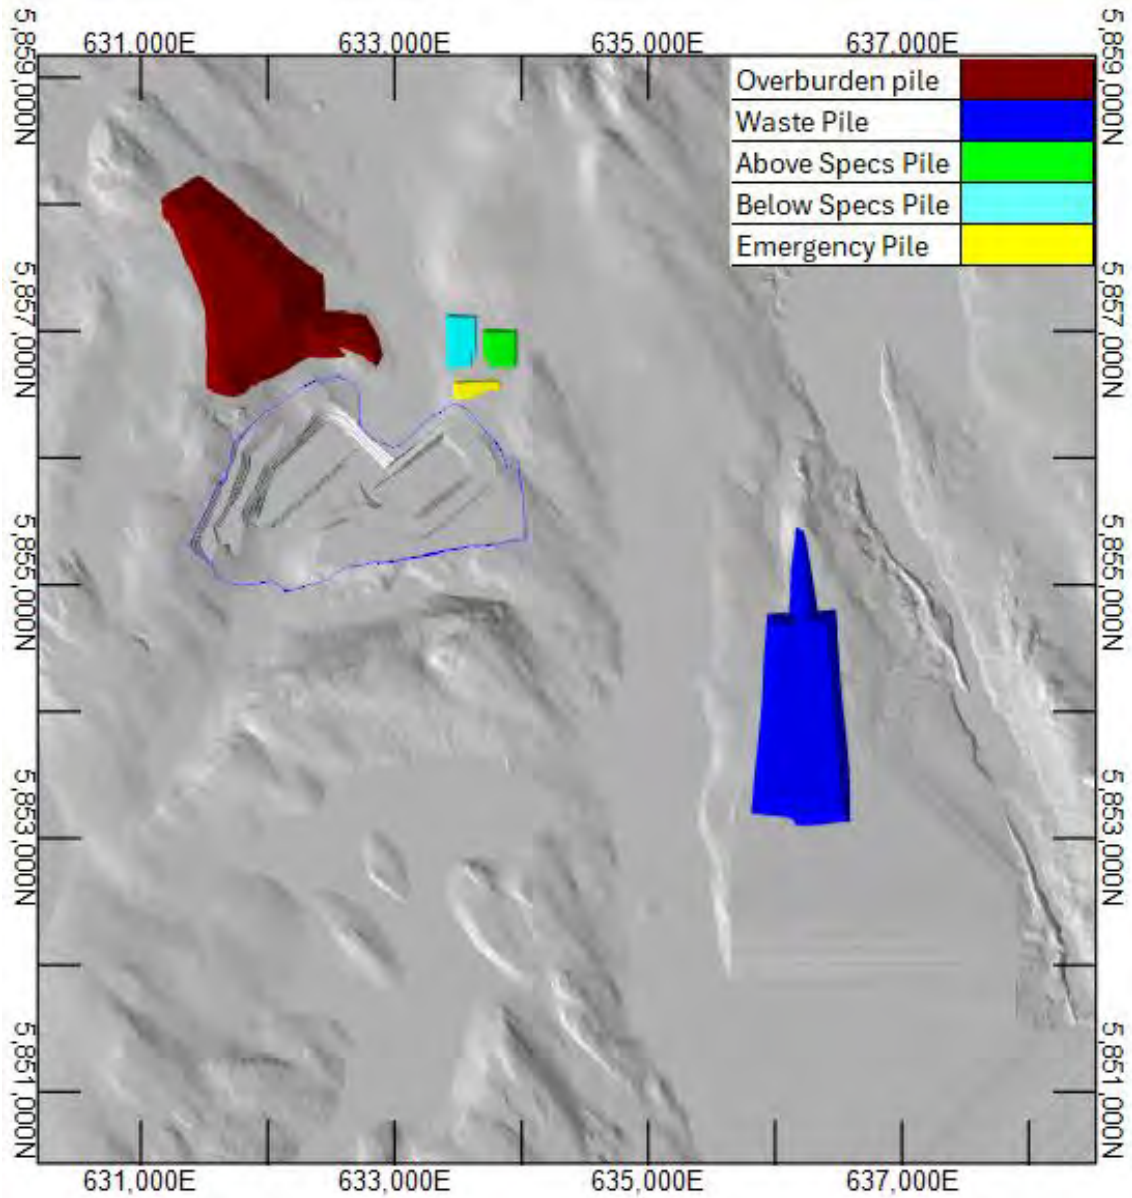 631,000E 633,000E 635,000E 637,000E
5,859,000N
5,859,000N
Overburden pile
Waste Pile
Above Specs Pile
Below Specs Pile
Emergency Pile
5,857,000N
5,857,000N
5,855,000N
5,855,000N
5,853,000N
5,853,000N
5,851,000N
5,851,000N
631,000E 633,000E 635,000E 637,000E